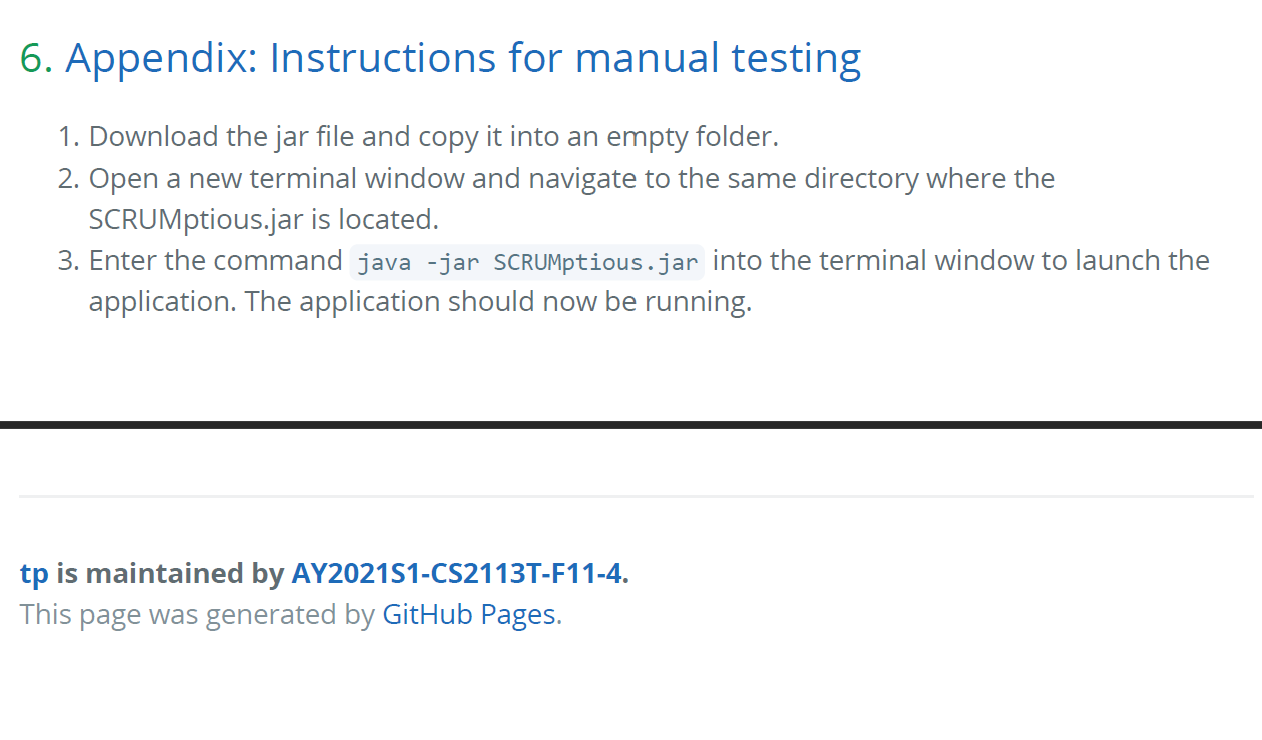 6. Appendix: Instructions for manual testing
1. Download the jar file and copy it into an empty folder.
2. Open a new terminal window and navigate to the same directory where the
SCRUMptious.jar is located.
3. Enter the command java -jar SCRUMptious.jar into the terminal window to launch the
application. The application should now be running.
tp is maintained by AY2021S1-CS2113T-F11-4.
This page was generated by GitHub Pages.